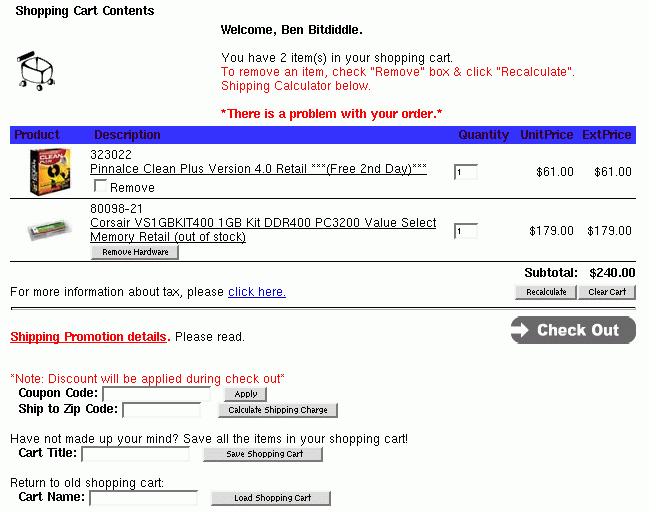 Shopping Cart Contents
Welcome, Ben Bitdiddle.
You have 2 item(s) in your shopping cart.
To remove an item, check "Remove" box & click "Recalculate".
Shipping Calculator below.
*There is a problem with your order.*
Product Description Quantity UnitPrice ExtPrice
323022
Pinnalce Clean Plus Version 4.0 Retail ***(Free 2nd Day)*** 1 $61.00 $61.00
Remove
80098-21
Corsair VS1GBKIT400 1GB Kit DDR400 PC3200 Value Select
Memory Retail (out of stock) 1 $179.00 $179.00
Remove Hardware
Subtotal: $240.00
For more information about tax, please click here. Recalculate Clear Cart
Check Out
Shipping Promotion details. Please read.
*Note: Discount will be applied during check out*
Coupon Code: Apply
Ship to Zip Code: Calculate Shipping Charge
Have not made up your mind? Save all the items in your shopping cart!
Cart Title: Save Shopping Cart
Return to old shopping cart:
Cart Name: Load Shopping Cart